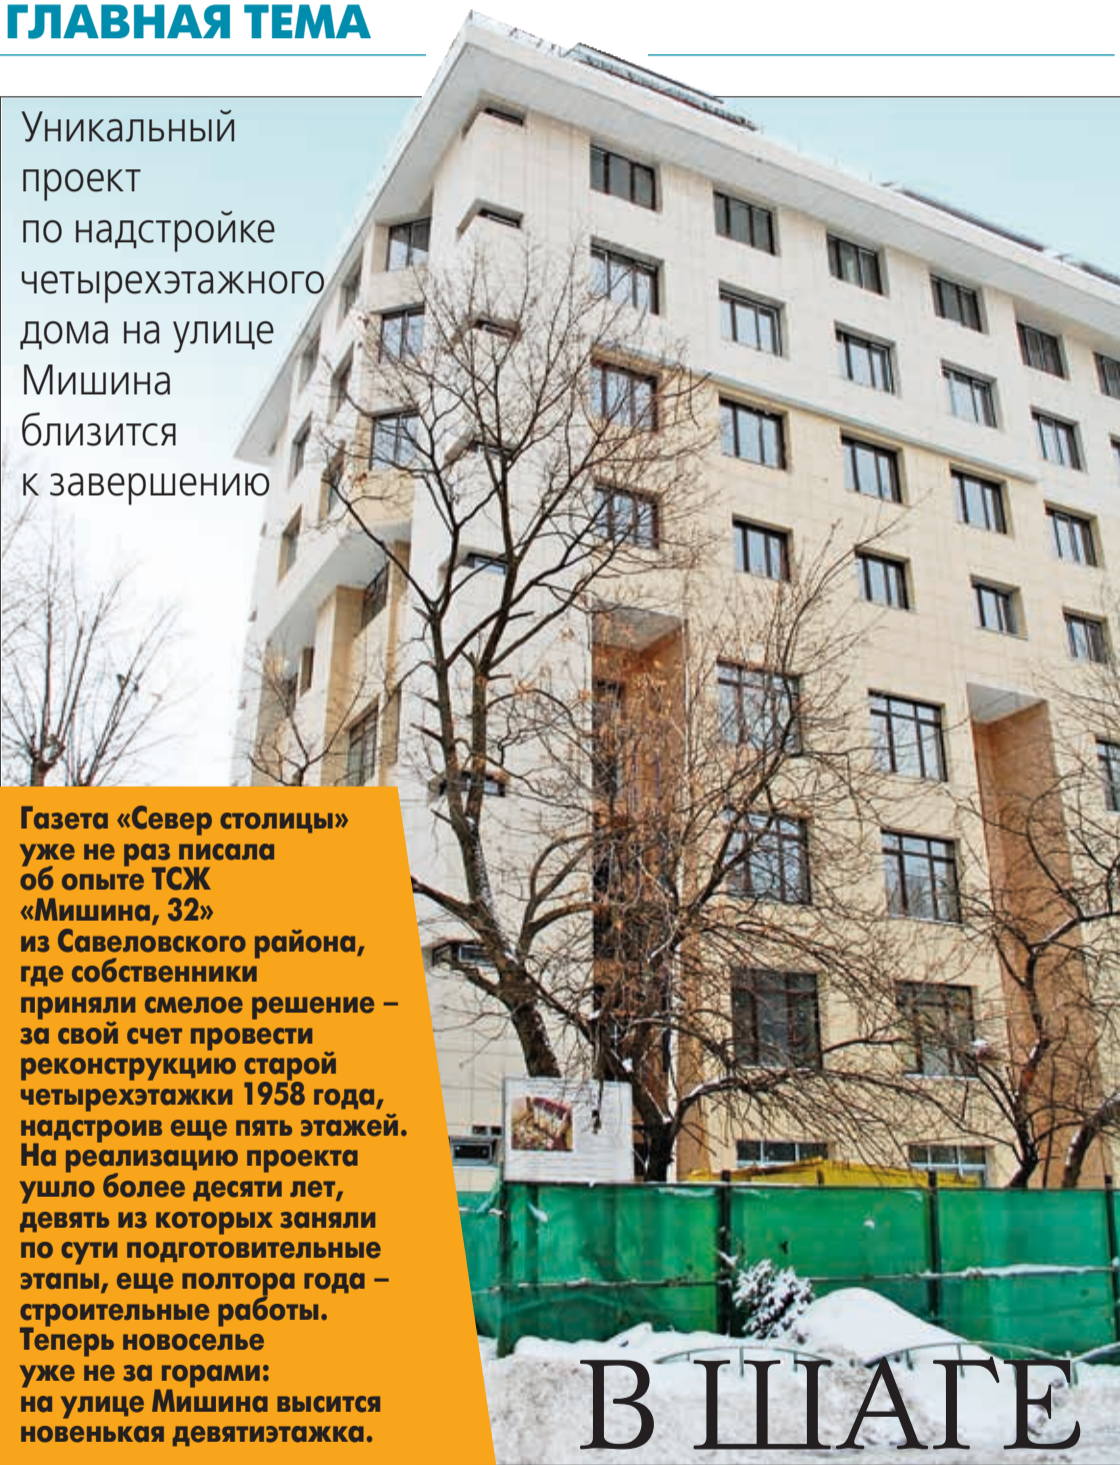 ГЛАВНАЯ ТЕМА
Уникальный
проект
по надстройке
четырехэтажного
дома на улице
Мишина
близится
к завершению
Газета «Север столицы»
уже не раз писала
об опыте ТСЖ
«Мишина, 32»
из Савеловского района,
где собственники
приняли смелое решение –
за свой счет провести
реконструкцию старой
четырехэтажки 1958 года,
надстроив еще пять этажей.
На реализацию проекта
ушло более десяти лет,
девять из которых заняли
по сути подготовительные
этапы, еще полтора года –
строительные работы.
Теперь новоселье
уже не за горами:
на улице Мишина высится
новенькая девятиэтажка.
В ШАГЕ